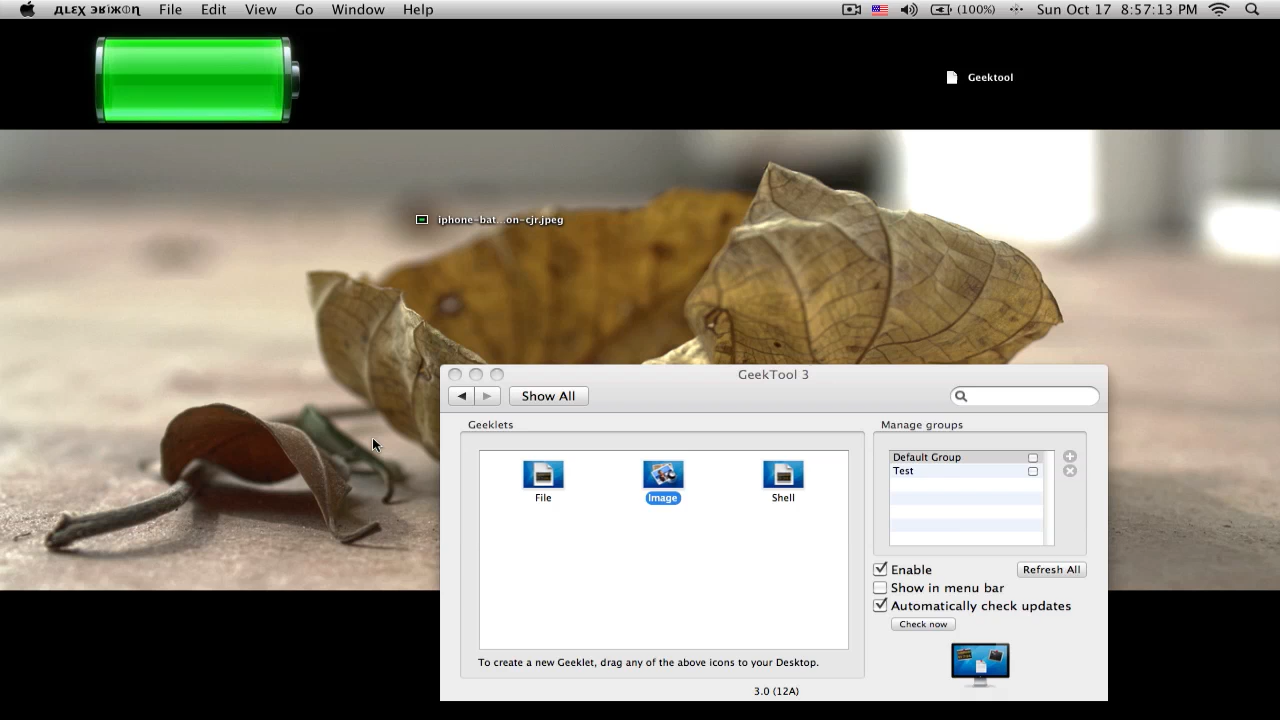 ДLΕΧ ЭЯIЖΦΗ File Edit View Go Window Help (100%) Sun Oct 17 8:57:13 PM
Geektool
iphone-bat...on-cjr.jpeg
GeekTool 3
Show All
Geeklets
Manage groups
File
Image
Shell
Default Group
Test
Enable
Refresh All
Show in menu bar
Automatically check updates
Check now
To create a new Geeklet, drag any of the above icons to your Desktop.
3.0 (12A)